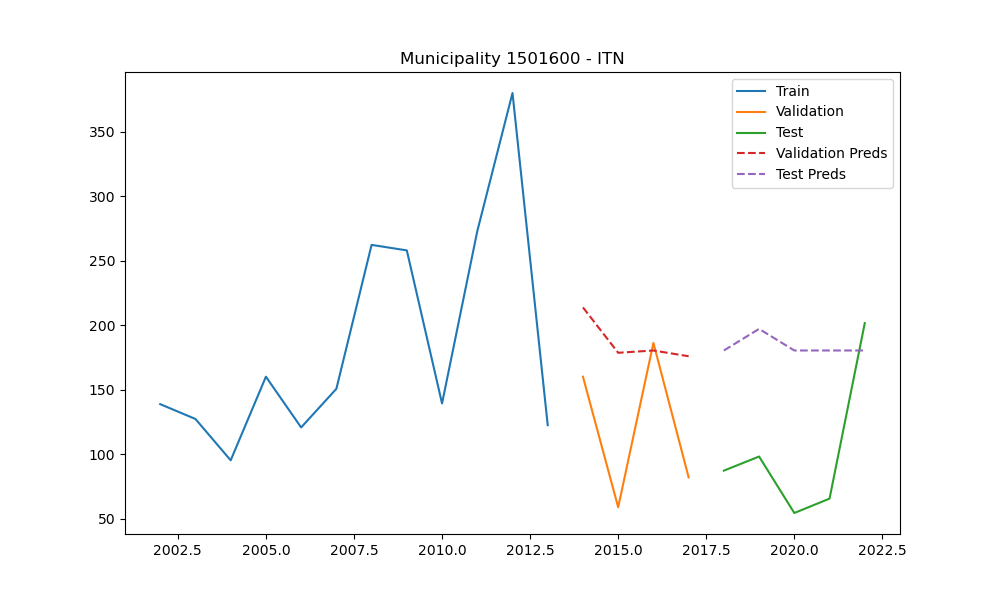 Municipality 1501600 - ITN
Train
Validation
Test
Validation Preds
Test Preds
350
300
250
200
150
100
50
2002.5 2005.0 2007.5 2010.0 2012.5 2015.0 2017.5 2020.0 2022.5